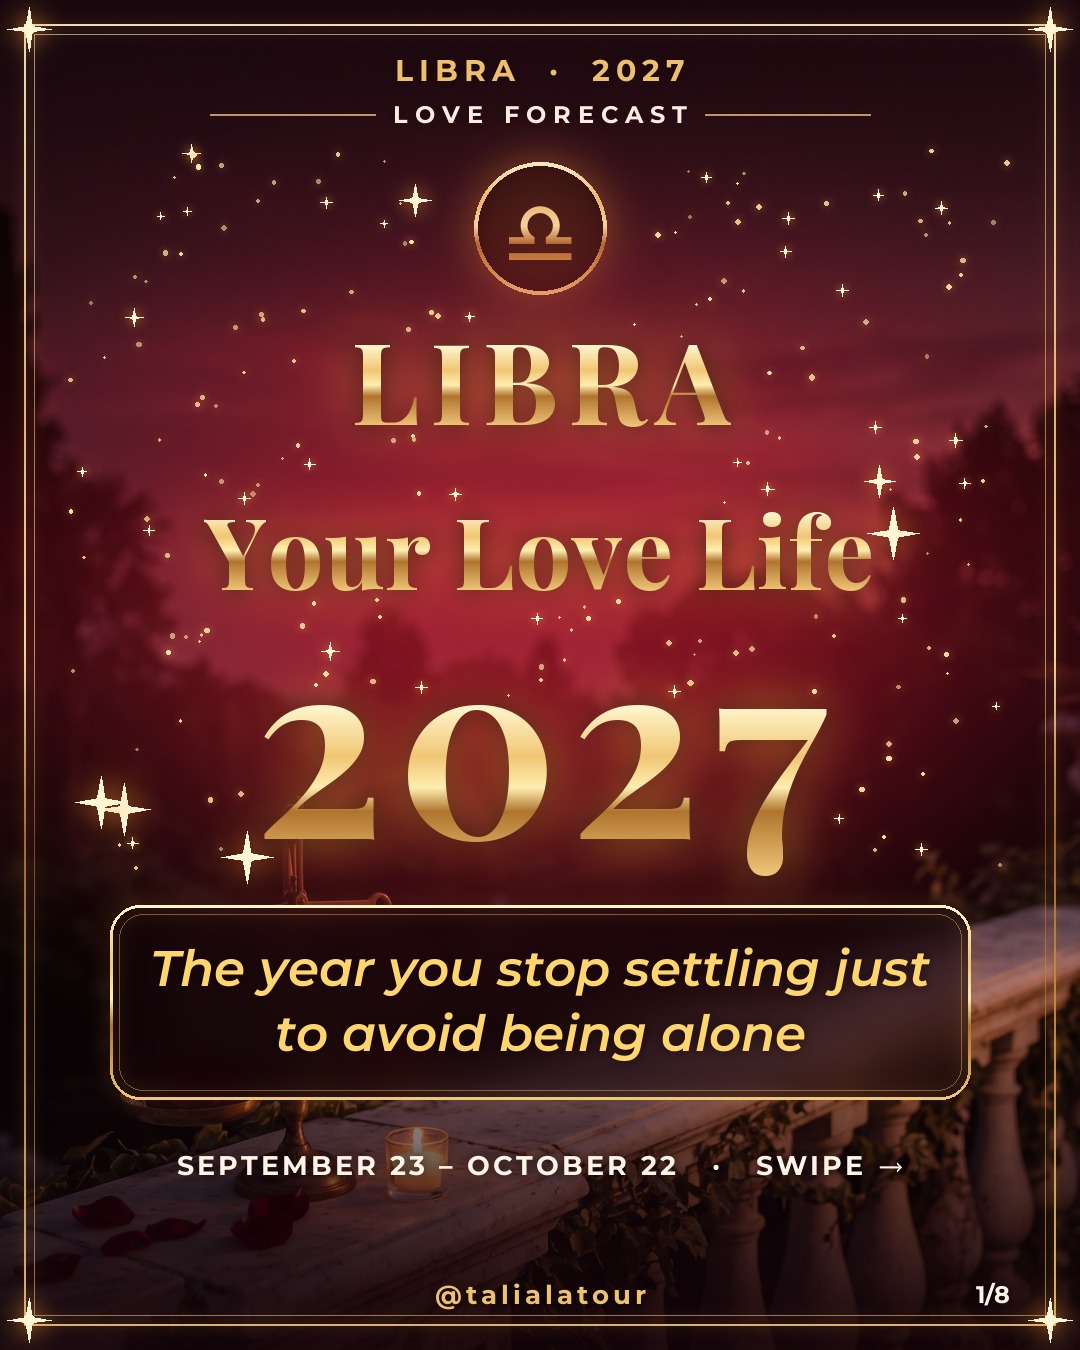 LIBRA · 2027
LOVE FORECAST
♎
LIBRA
Your Love Life
2027
The year you stop settling just
to avoid being alone
SEPTEMBER 23 – OCTOBER 22 · SWIPE →
@talialatour
1/8